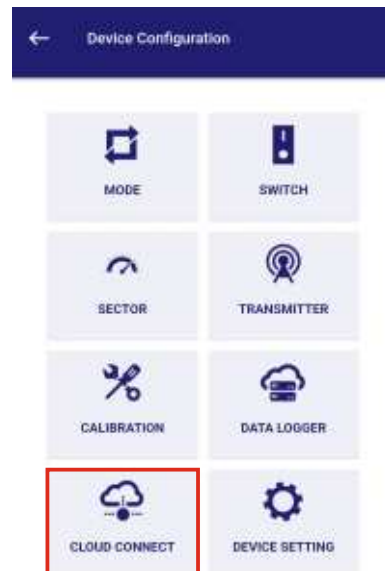 Device Configuration
MODE
SWITCH
SECTOR
TRANSMITTER
CALIBRATION
DATA LOGGER
CLOUD CONNECT
DEVICE SETTING